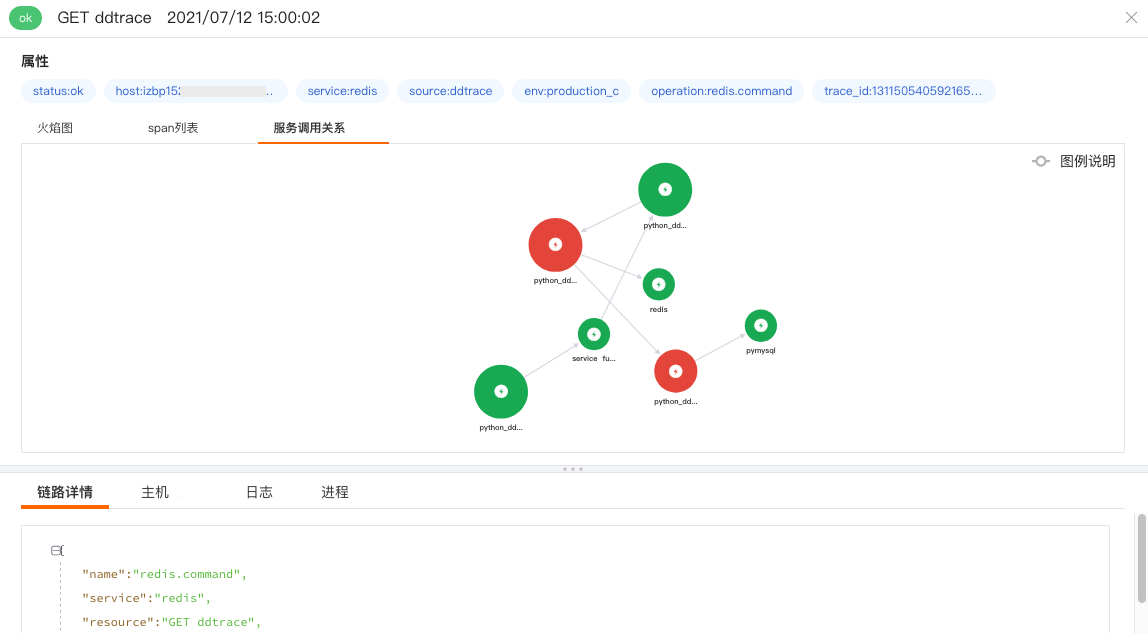 ok GET ddtrace 2021/07/12 15:00:02
属性
status:ok host:izbp15 .. service:redis source:ddtrace env:production_c operation:redis.command trace_id:131150540592165...
火焰图 span列表 服务调用关系
图例说明
python_dd...
python_dd...
redis
pymysql
service fu...
python_dd...
python_dd...
链路详情 主机 日志 进程
{
"name":"redis.command",
"service":"redis",
"resource":"GET ddtrace",